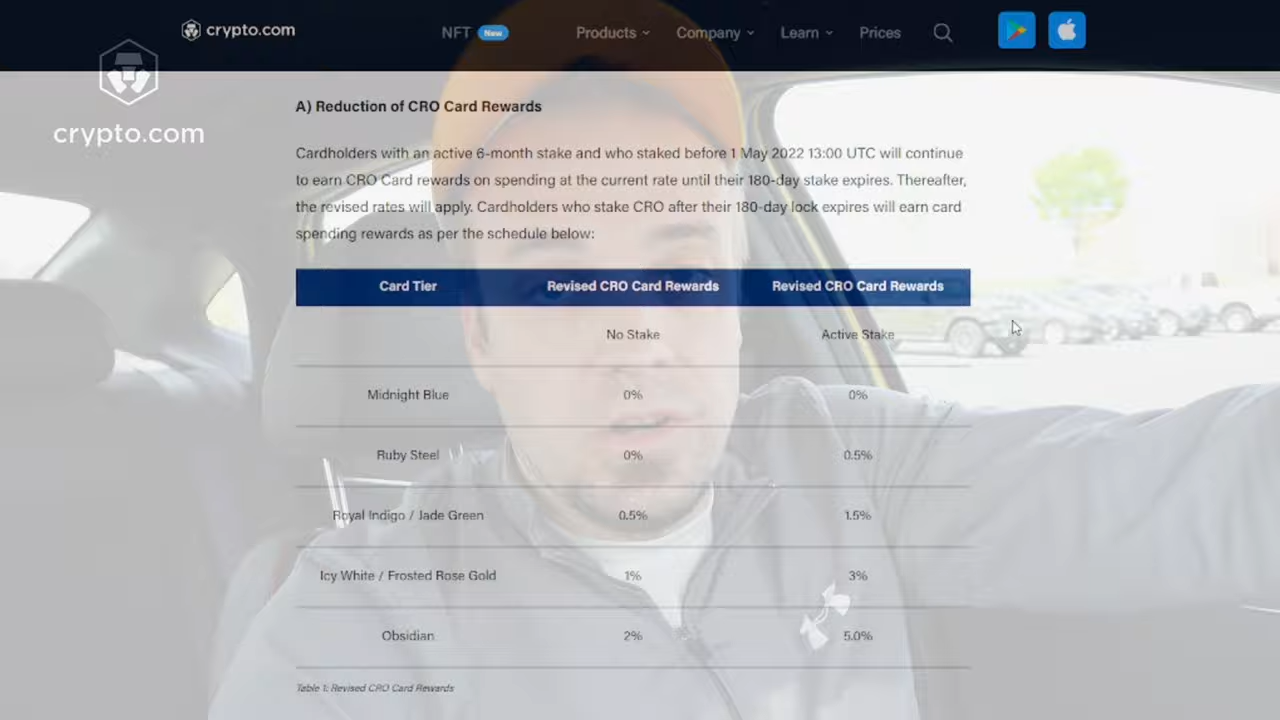 crypto.com
NFT New Products Company Learn Prices
crypto.com
A) Reduction of CRO Card Rewards
Cardholders with an active 6-month stake and who staked before 1 May 2022 13:00 UTC will continue
to earn CRO Card rewards on spending at the current rate until their 180-day stake expires. Thereafter,
the revised rates will apply. Cardholders who stake CRO after their 180-day lock expires will earn card
spending rewards as per the schedule below:
Card Tier Revised CRO Card Rewards Revised CRO Card Rewards
No Stake Active Stake
Midnight Blue 0% 0%
Ruby Steel 0% 0.5%
Royal Indigo / Jade Green 0.5% 1.5%
Icy White / Frosted Rose Gold 1% 3%
Obsidian 2% 5.0%
Table 1: Revised CRO Card Rewards